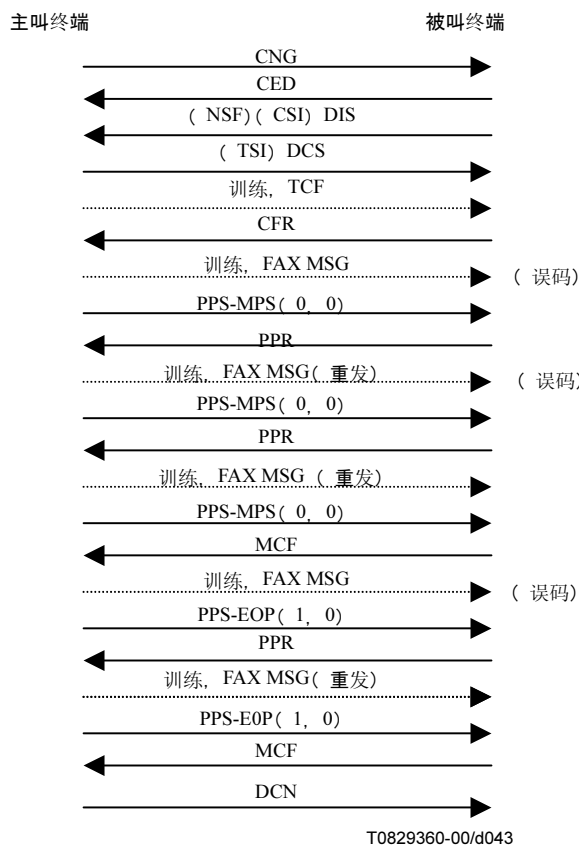 主叫终端 被叫终端
CNG
CED
( NSF)( CSI) DIS
( TSI) DCS
训练, TCF
CFR
训练, FAX MSG
( 误码)
PPS-MPS( 0, 0)
PPR
训练, FAX MSG( 重发)
( 误码)
PPS-MPS( 0, 0)
PPR
训练, FAX MSG ( 重发)
PPS-MPS( 0, 0)
MCF
训练, FAX MSG
( 误码)
PPS-EOP( 1, 0)
PPR
训练, FAX MSG( 重发)
PPS-E0P( 1, 0)
MCF
DCN
T0829360-00/d043